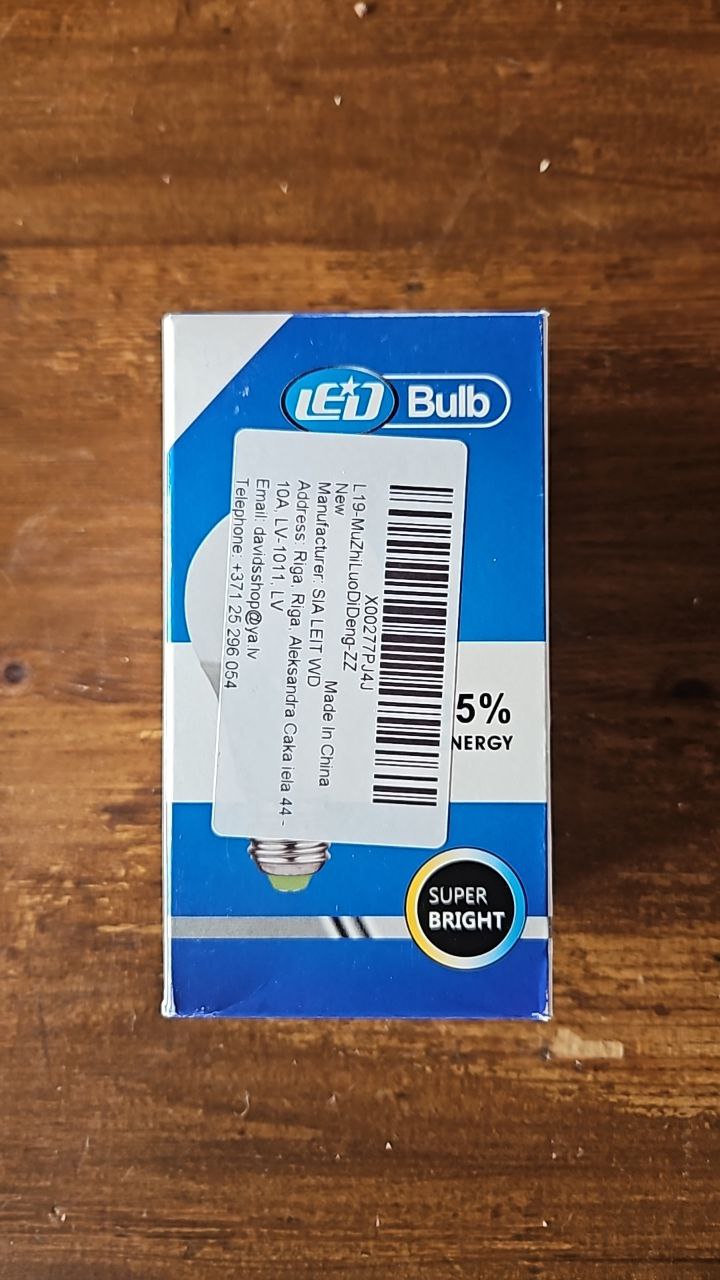 LED Bulb
X00277PJ4J
L19-MuZhiLuoDiDeng-ZZ
New
Made In China
Manufacturer: SIA LEIT WD
Address: Riga, Riga, Aleksandra Caka iela 44 -
10A, LV-1011, LV
Email: davidsshop@ya.lv
Telephone: +371 25 296 054
5%
NERGY
SUPER
BRIGHT